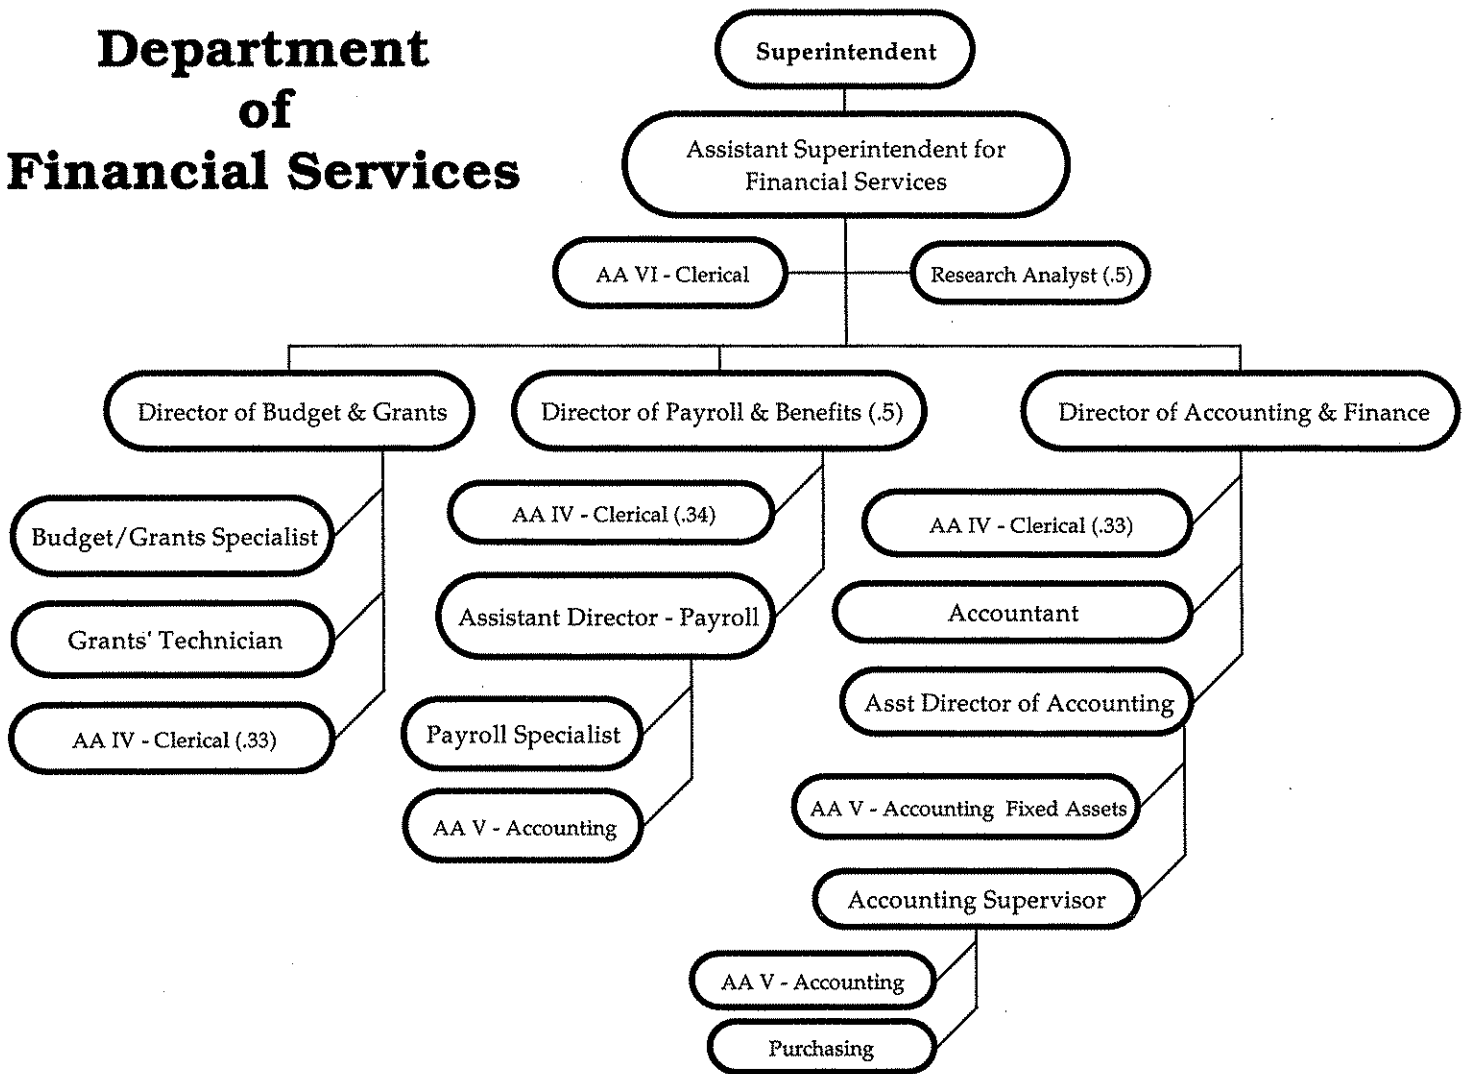 Department
of
Financial Services
Superintendent
Assistant Superintendent for
Financial Services
AA VI - Clerical
Research Analyst (.5)
Director of Budget & Grants
Director of Payroll & Benefits (.5)
Director of Accounting & Finance
Budget/Grants Specialist
Grants' Technician
AA IV - Clerical (.33)
AA IV - Clerical (.34)
Assistant Director - Payroll
Payroll Specialist
AA V - Accounting
AA IV - Clerical (.33)
Accountant
Asst Director of Accounting
AA V - Accounting Fixed Assets
Accounting Supervisor
AA V - Accounting
Purchasing